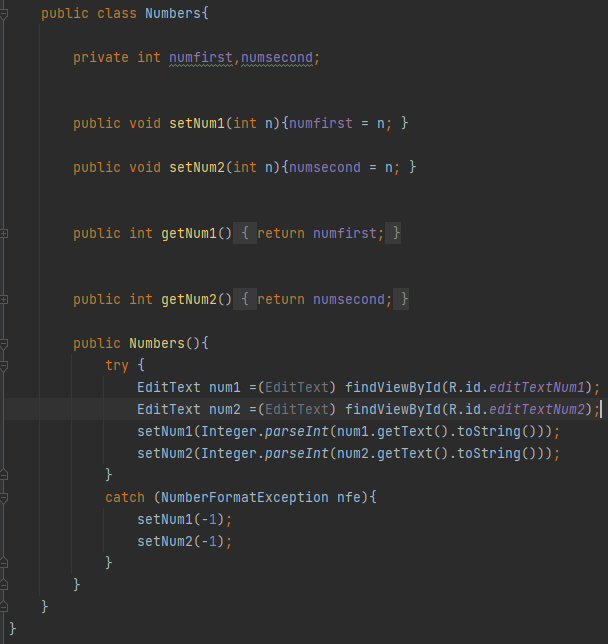 public class Numbers{
private int numfirst,numsecond;
public void setNum1(int n){numfirst = n; }
public void setNum2(int n){numsecond = n; }
public int getNum1() { return numfirst; }
public int getNum2() { return numsecond; }
public Numbers(){
try {
EditText num1 =(EditText) findViewById(R.id.editTextNum1);
EditText num2 =(EditText) findViewById(R.id.editTextNum2);
setNum1(Integer.parseInt(num1.getText().toString()));
setNum2(Integer.parseInt(num2.getText().toString()));
}
catch (NumberFormatException nfe){
setNum1(-1);
setNum2(-1);
}
}
}
}